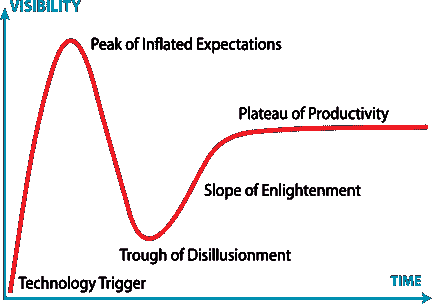 VISIBILITY
Peak of Inflated Expectations
Plateau of Productivity
Slope of Enlightenment
Trough of Disillusionment
TIME
Technology Trigger